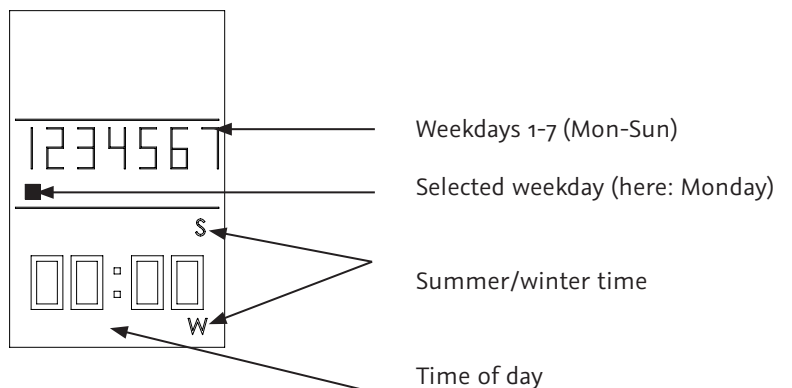 1234567
Weekdays 1-7 (Mon-Sun)
Selected weekday (here: Monday)
S
00:00
Summer/winter time
W
Time of day